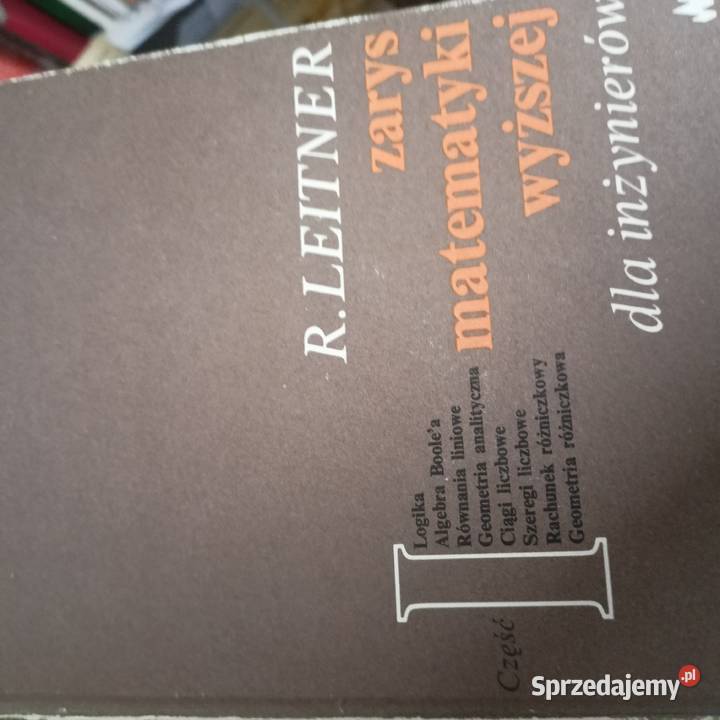 R. LEITNER
zarys
matematyki
wyższej
dla inżynierów
Część
I
Logika
Algebra Boole'a
Równania liniowe
Geometria analityczna
Ciągi liczbowe
Szeregi liczbowe
Rachunek różniczkowy
Geometria różniczkowa
Sprzedajemy.pl